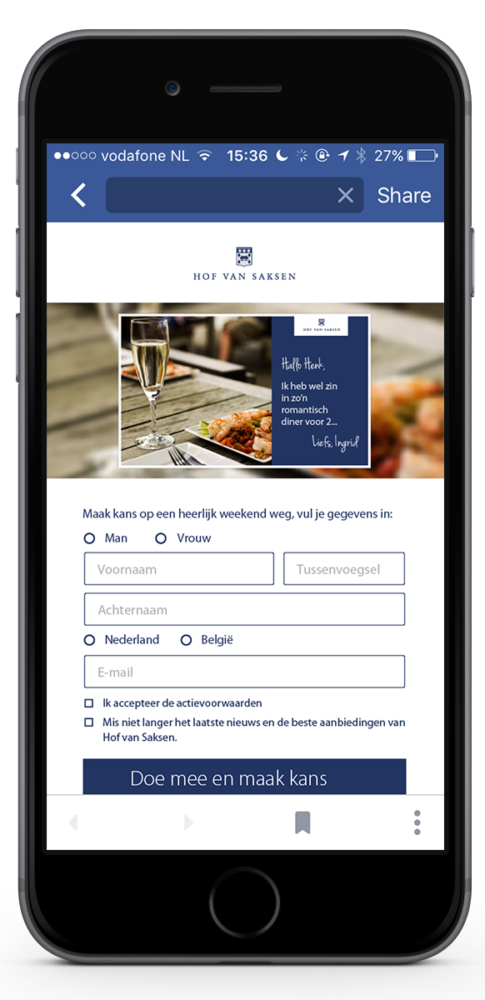 vodafone NL 15:36 27%
Share
HOF VAN SAKSEN
HOF VAN SAKSEN
Hallo Henk,
Ik heb wel zin
in zo'n
romantisch
diner voor 2...
Liefs, Ingrid
Maak kans op een heerlijk weekend weg, vul je gegevens in:
Man Vrouw
Voornaam Tussenvoegsel
Achternaam
Nederland België
E-mail
Ik accepteer de actievoorwaarden
Mis niet langer het laatste nieuws en de beste aanbiedingen van
Hof van Saksen.
Doe mee en maak kans